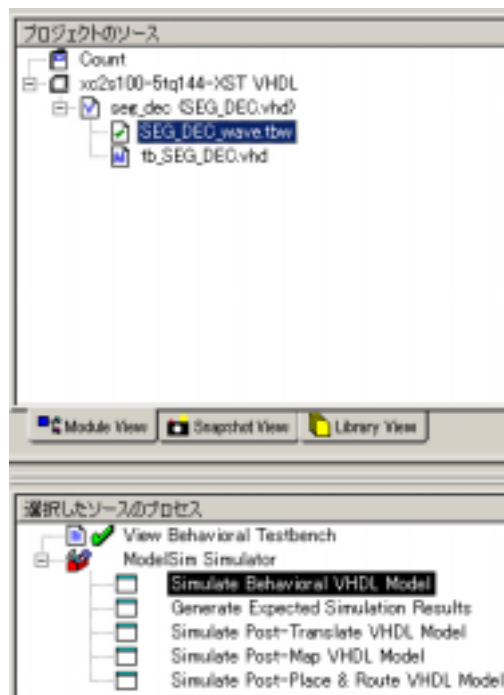 プロジェクトのソース
Count
xc2s100-5tq144-XST VHDL
seg_dec (SEG_DEC.vhd)
SEG_DEC_wave.tbw
tb_SEG_DEC.vhd
Module View
Snapshot View
Library View
選択したソースのプロセス
View Behavioral Testbench
ModelSim Simulator
Simulate Behavioral VHDL Model
Generate Expected Simulation Results
Simulate Post-Translate VHDL Model
Simulate Post-Map VHDL Model
Simulate Post-Place & Route VHDL Model